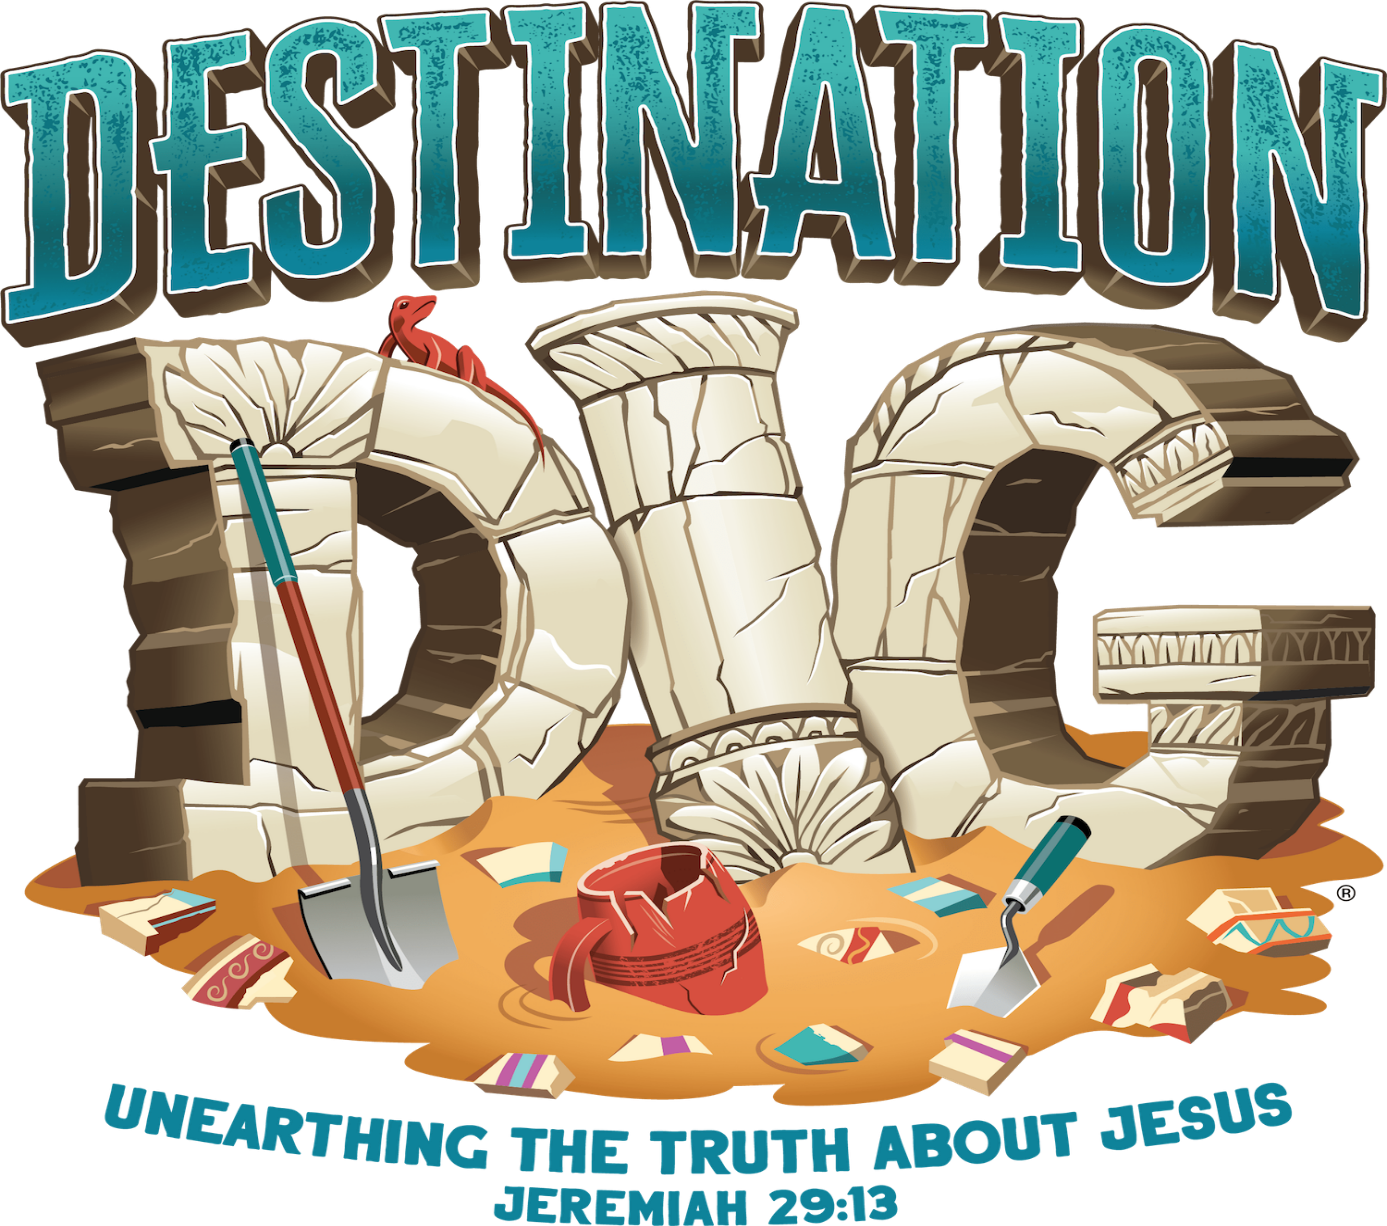 DESTINATION
DIG
®
UNEARTHING THE TRUTH ABOUT JESUS
JEREMIAH 29:13